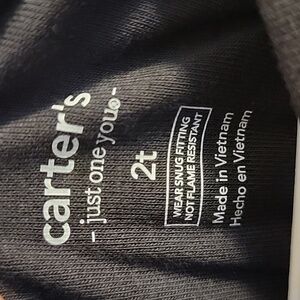 carter's
- just one you® -
2t
WEAR SNUG FITTING
NOT FLAME RESISTANT
Made in Vietnam
Hecho en Vietnam